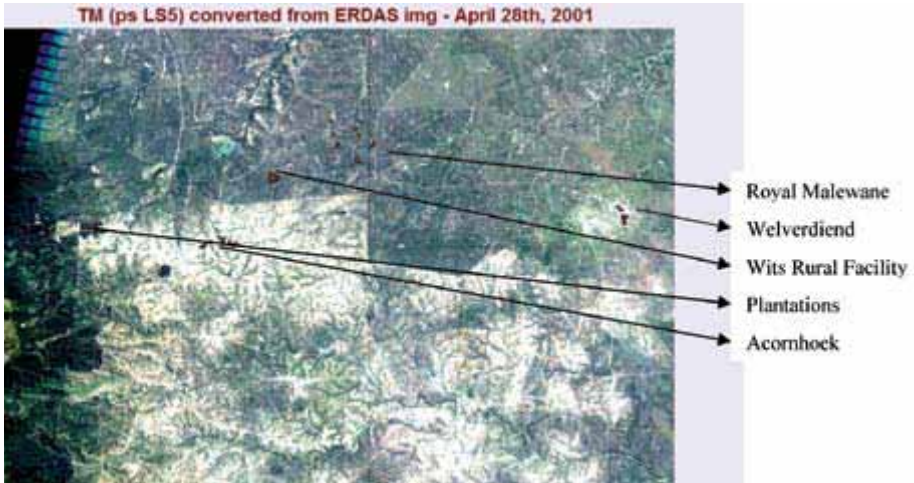 TM (ps LS5) converted from ERDAS img - April 28th, 2001
Royal Malewane
Welverdiend
Wits Rural Facility
Plantations
Acornhoek